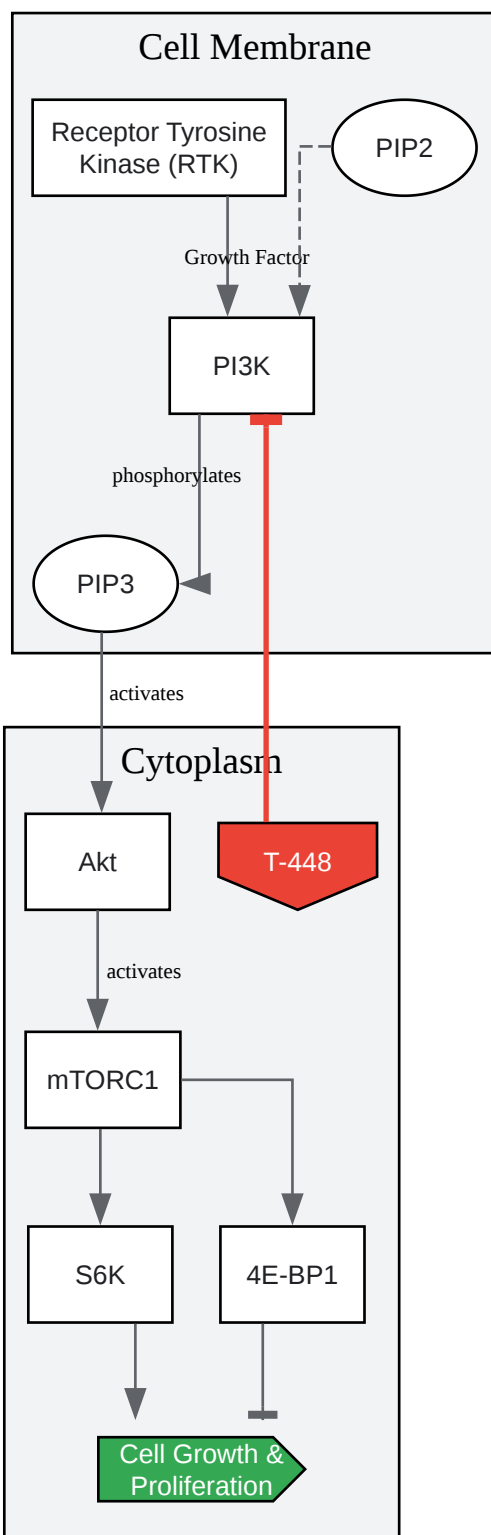 Cell Membrane
Receptor Tyrosine
Kinase (RTK)
PIP2
Growth Factor
PI3K
phosphorylates
PIP3
activates
Cytoplasm
Akt
T-448
activates
mTORC1
S6K
4E-BP1
Cell Growth &
Proliferation